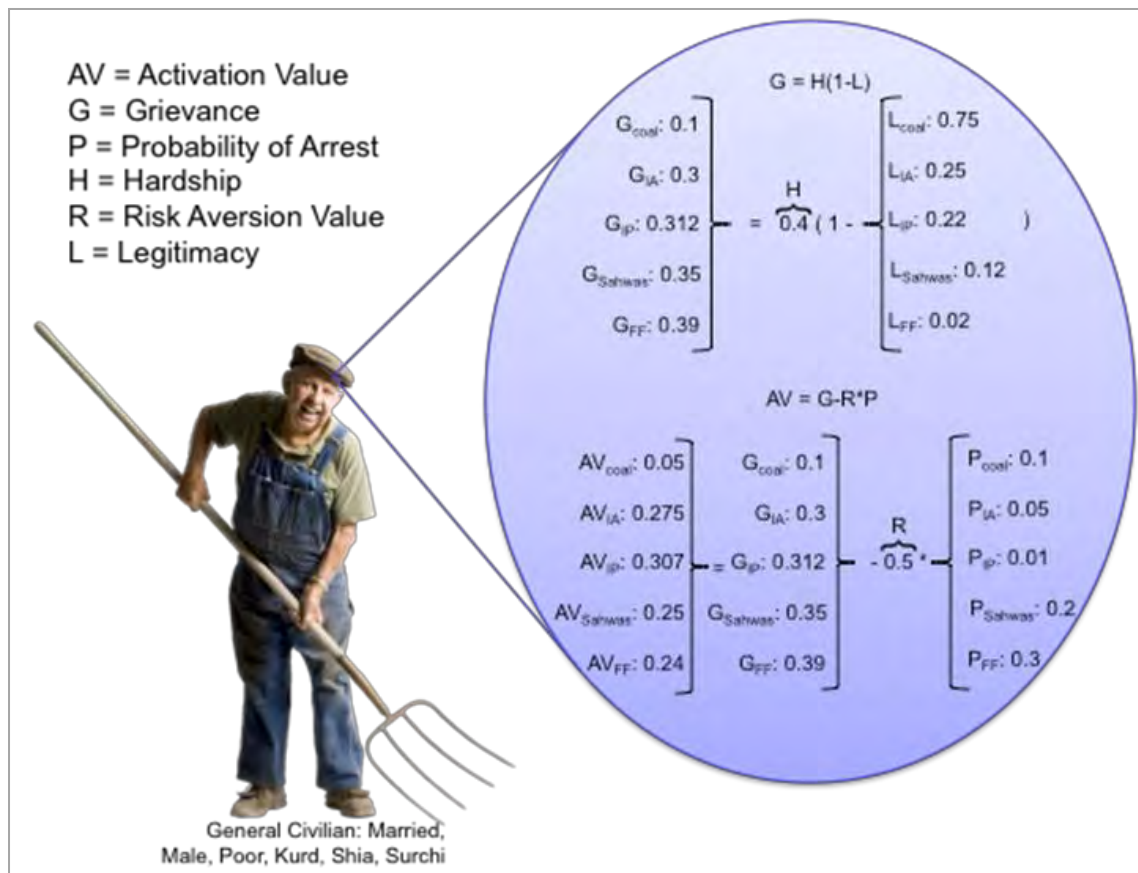 AV = Activation Value
G = Grievance
P = Probability of Arrest
H = Hardship
R = Risk Aversion Value
L = Legitimacy
G = H(1-L)
Gcoal: 0.1
GIA: 0.3
GIP: 0.312
GSahwas: 0.35
GFF: 0.39
=
H
0.4 ( 1 -
Lcoal: 0.75
LIA: 0.25
LIP: 0.22
LSahwas: 0.12
LFF: 0.02
)
AV = G-R*P
AVcoal: 0.05
AVIA: 0.275
AVIP: 0.307
AVSahwas: 0.25
AVFF: 0.24
=
Gcoal: 0.1
GIA: 0.3
GIP: 0.312
GSahwas: 0.35
GFF: 0.39
R
- 0.5 *
Pcoal: 0.1
PIA: 0.05
PIP: 0.01
PSahwas: 0.2
PFF: 0.3
General Civilian: Married,
Male, Poor, Kurd, Shia, Surchi